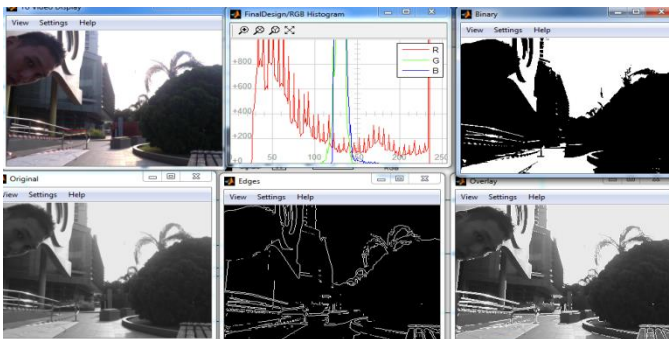 To Video Display
View Settings Help
FinalDesign/RGB Histogram
R
G
B
+800
+600
+400
+200
+0
50
100
150
200
250
Binary
View Settings Help
Original
View Settings Help
Edges
View Settings Help
Overlay
View Settings Help